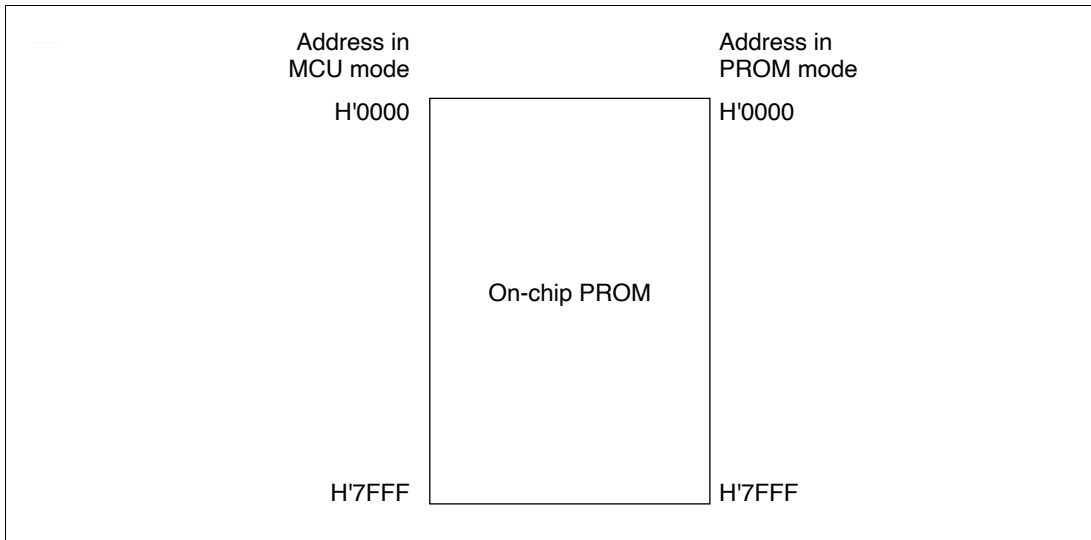 Address in
MCU mode
Address in
PROM mode
H'0000
H'0000
On-chip PROM
H'7FFF
H'7FFF